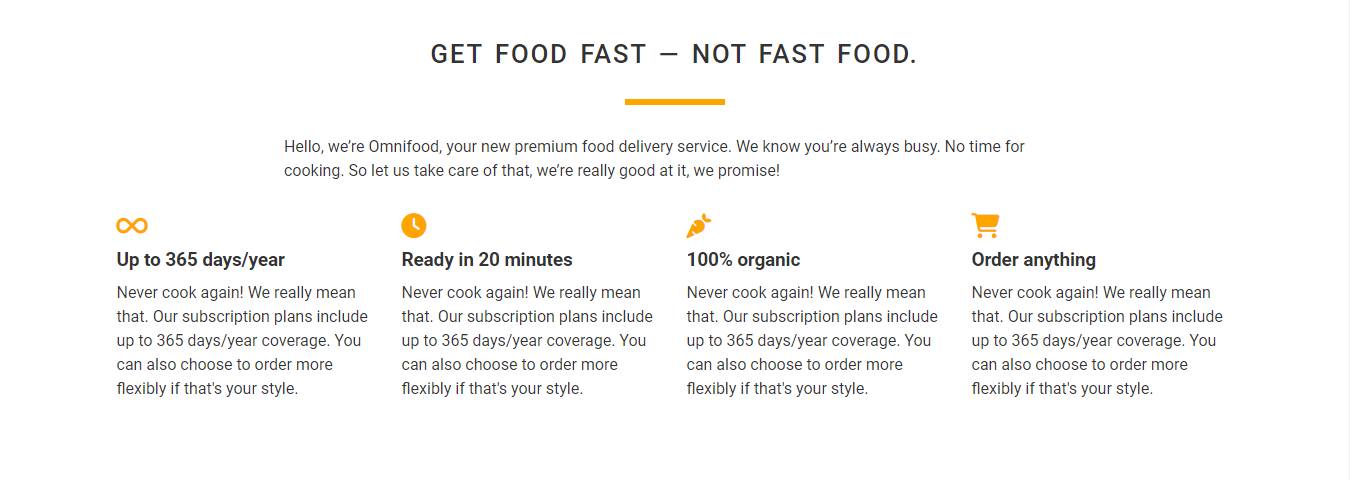 GET FOOD FAST — NOT FAST FOOD.
Hello, we’re Omnifood, your new premium food delivery service. We know you’re always busy. No time for
cooking. So let us take care of that, we’re really good at it, we promise!
Up to 365 days/year
Never cook again! We really mean
that. Our subscription plans include
up to 365 days/year coverage. You
can also choose to order more
flexibly if that's your style.
Ready in 20 minutes
Never cook again! We really mean
that. Our subscription plans include
up to 365 days/year coverage. You
can also choose to order more
flexibly if that's your style.
100% organic
Never cook again! We really mean
that. Our subscription plans include
up to 365 days/year coverage. You
can also choose to order more
flexibly if that's your style.
Order anything
Never cook again! We really mean
that. Our subscription plans include
up to 365 days/year coverage. You
can also choose to order more
flexibly if that's your style.